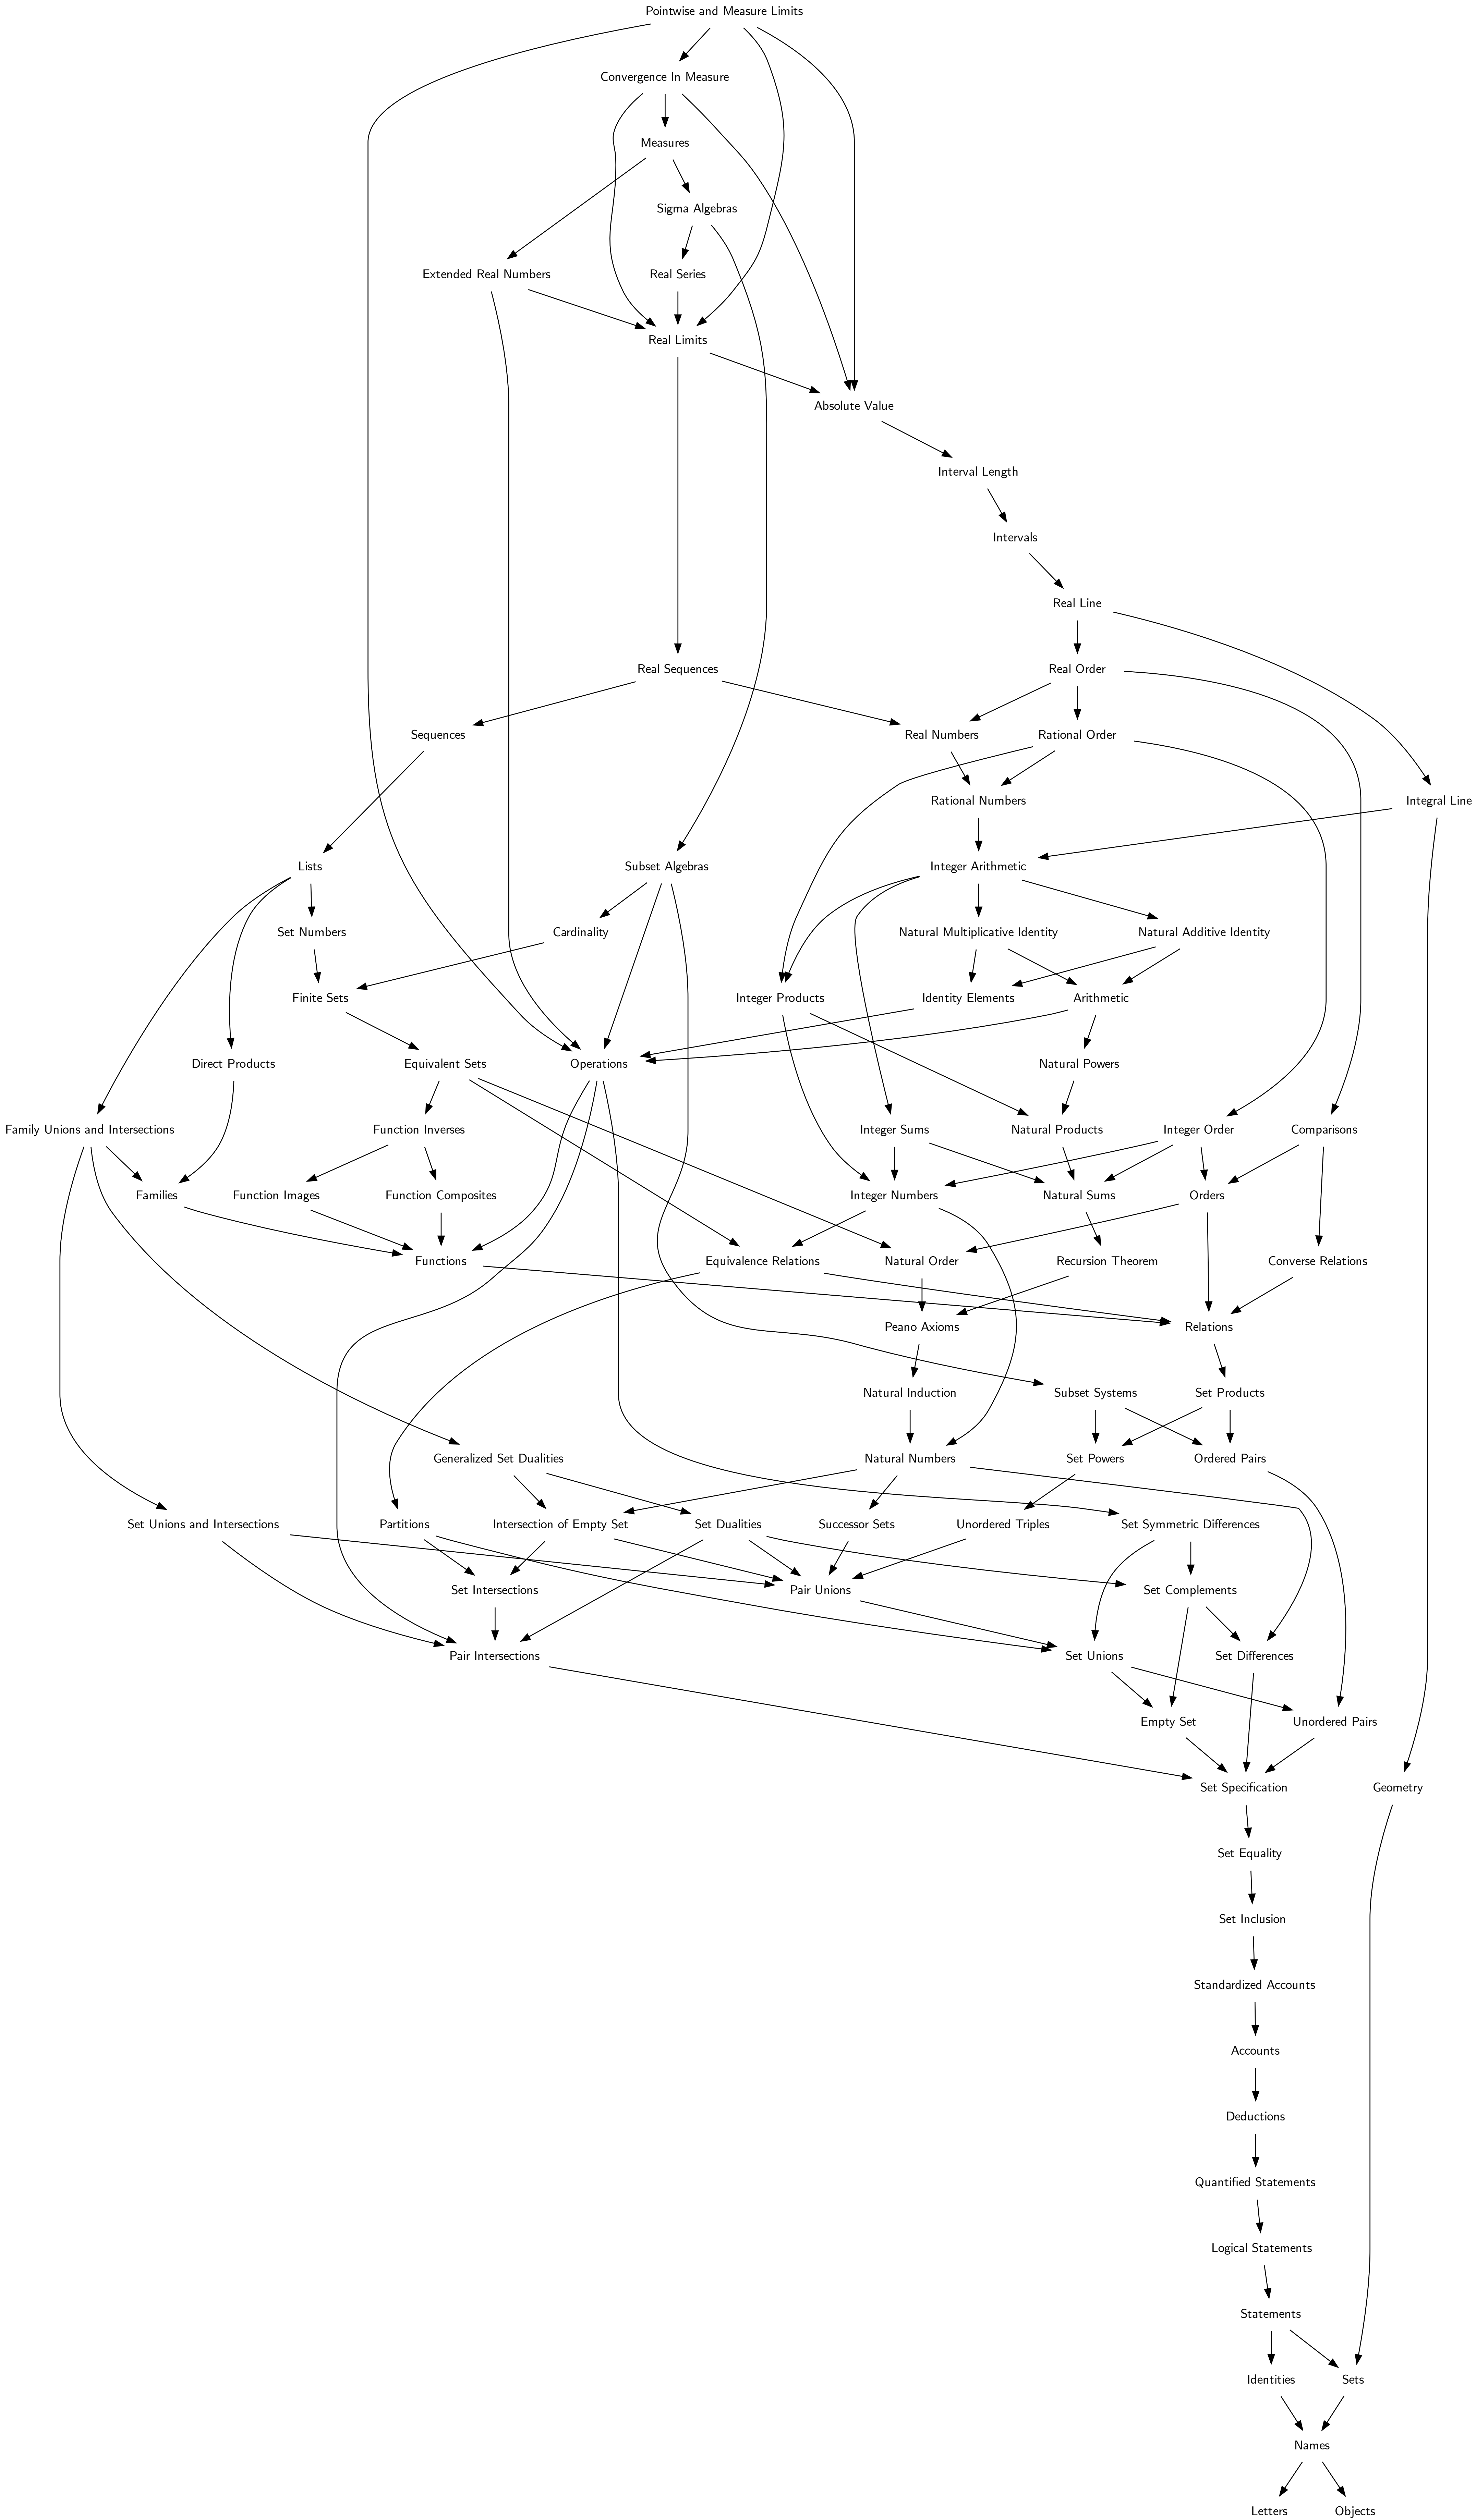 Pointwise and Measure Limits
Convergence In Measure
Measures
Sigma Algebras
Extended Real Numbers
Real Series
Real Limits
Absolute Value
Interval Length
Intervals
Real Line
Real Sequences
Real Order
Sequences
Real Numbers
Rational Order
Rational Numbers
Integral Line
Lists
Subset Algebras
Integer Arithmetic
Set Numbers
Cardinality
Natural Multiplicative Identity
Natural Additive Identity
Finite Sets
Integer Products
Identity Elements
Arithmetic
Direct Products
Equivalent Sets
Operations
Natural Powers
Family Unions and Intersections
Function Inverses
Integer Sums
Natural Products
Integer Order
Comparisons
Families
Function Images
Function Composites
Integer Numbers
Natural Sums
Orders
Functions
Equivalence Relations
Natural Order
Recursion Theorem
Converse Relations
Peano Axioms
Relations
Natural Induction
Subset Systems
Set Products
Generalized Set Dualities
Natural Numbers
Set Powers
Ordered Pairs
Set Unions and Intersections
Partitions
Intersection of Empty Set
Set Dualities
Successor Sets
Unordered Triples
Set Symmetric Differences
Set Intersections
Pair Unions
Set Complements
Pair Intersections
Set Unions
Set Differences
Empty Set
Unordered Pairs
Set Specification
Geometry
Set Equality
Set Inclusion
Standardized Accounts
Accounts
Deductions
Quantified Statements
Logical Statements
Statements
Identities
Sets
Names
Letters
Objects